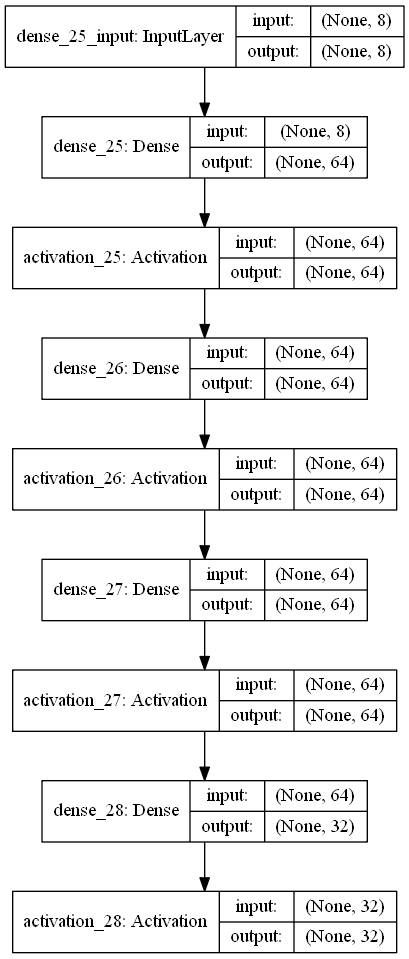 dense_25_input: InputLayer
input: (None, 8)
output: (None, 8)
dense_25: Dense
input: (None, 8)
output: (None, 64)
activation_25: Activation
input: (None, 64)
output: (None, 64)
dense_26: Dense
input: (None, 64)
output: (None, 64)
activation_26: Activation
input: (None, 64)
output: (None, 64)
dense_27: Dense
input: (None, 64)
output: (None, 64)
activation_27: Activation
input: (None, 64)
output: (None, 64)
dense_28: Dense
input: (None, 64)
output: (None, 32)
activation_28: Activation
input: (None, 32)
output: (None, 32)